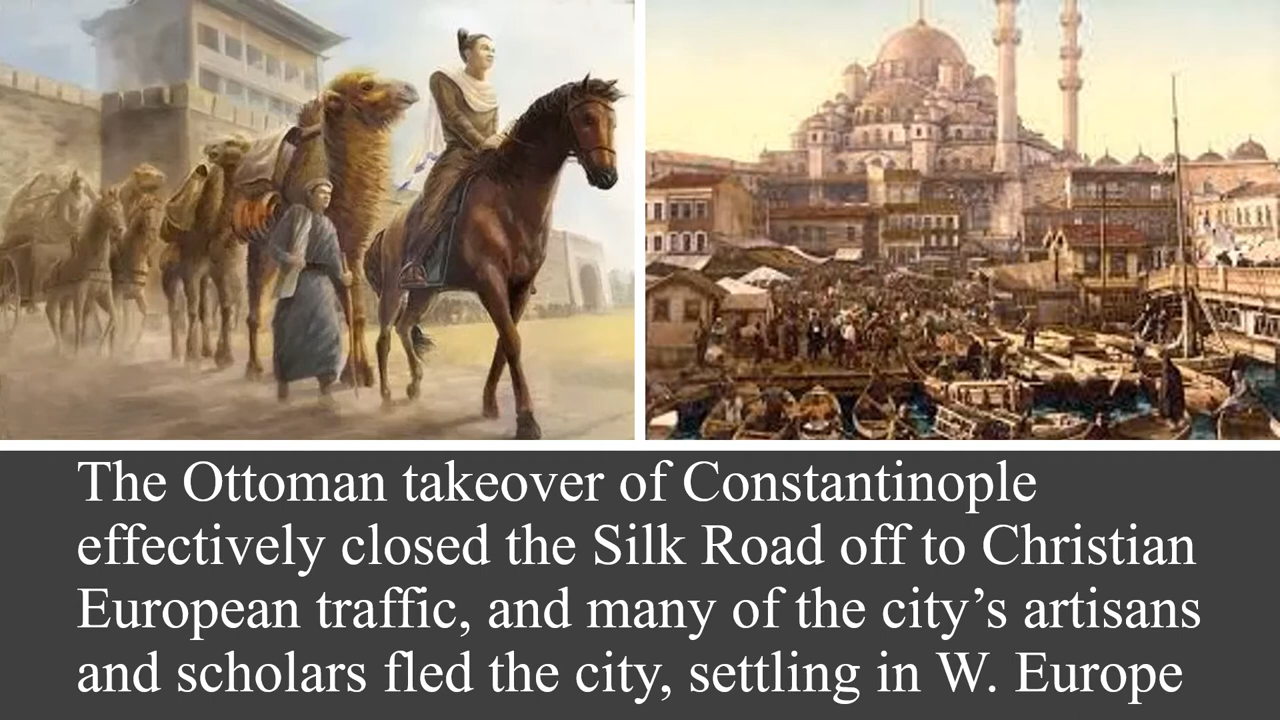 The Ottoman takeover of Constantinople
effectively closed the Silk Road off to Christian
European traffic, and many of the city’s artisans
and scholars fled the city, settling in W. Europe